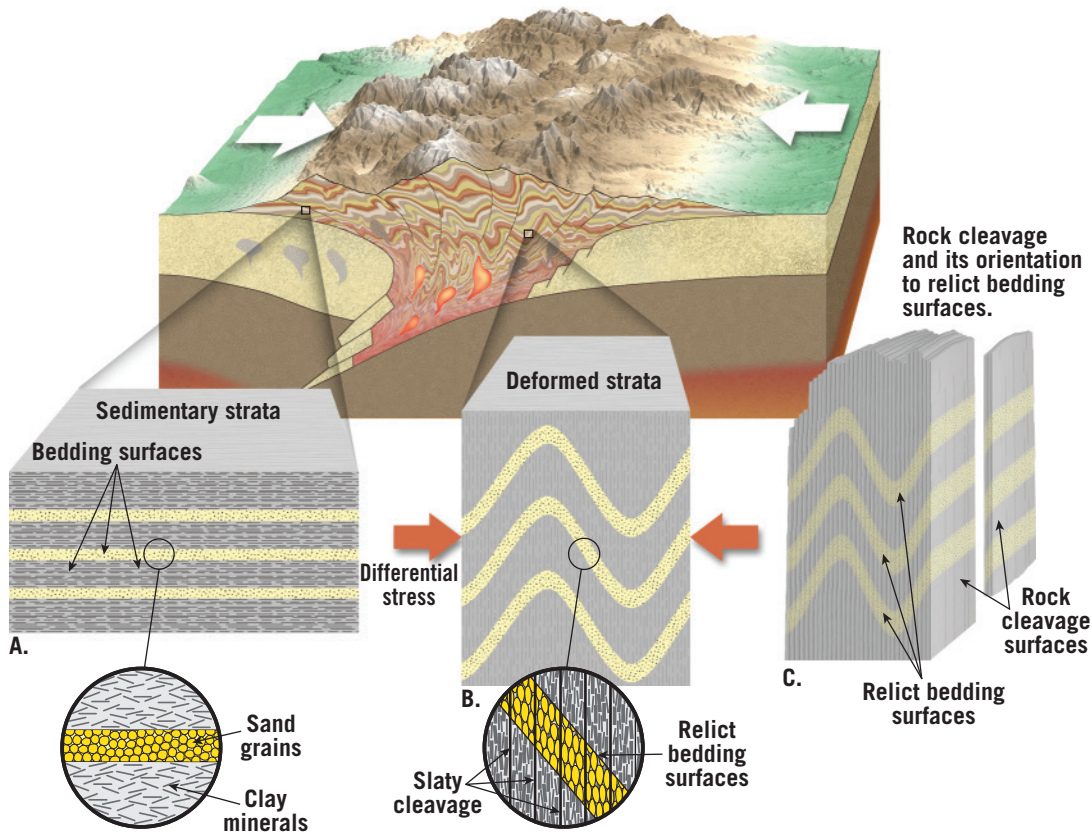 Rock cleavage
and its orientation
to relict bedding
surfaces.
Sedimentary strata
Bedding surfaces
A.
Sand
grains
Clay
minerals
Differential
stress
Deformed strata
B.
Slaty
cleavage
Relict
bedding
surfaces
C.
Rock
cleavage
surfaces
Relict bedding
surfaces